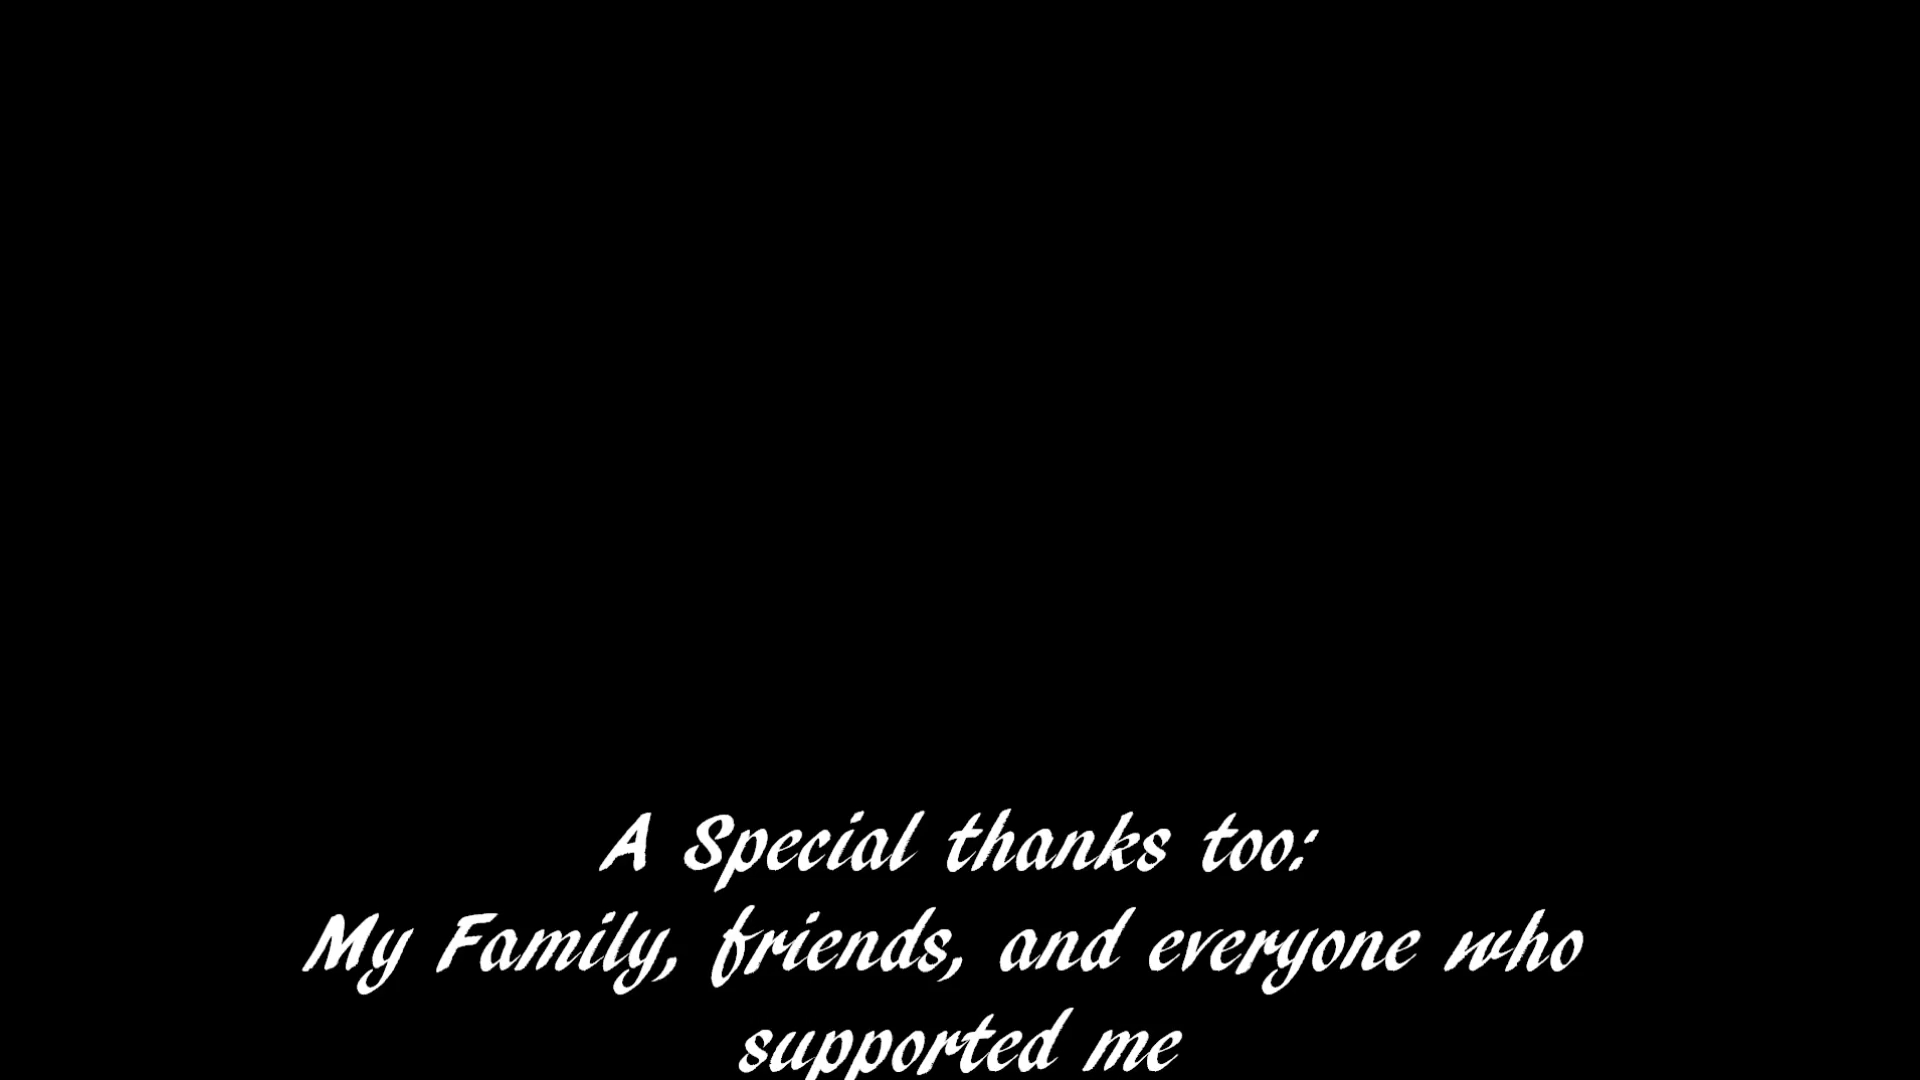 A Special thanks too:
My Family, friends, and everyone who
supported me